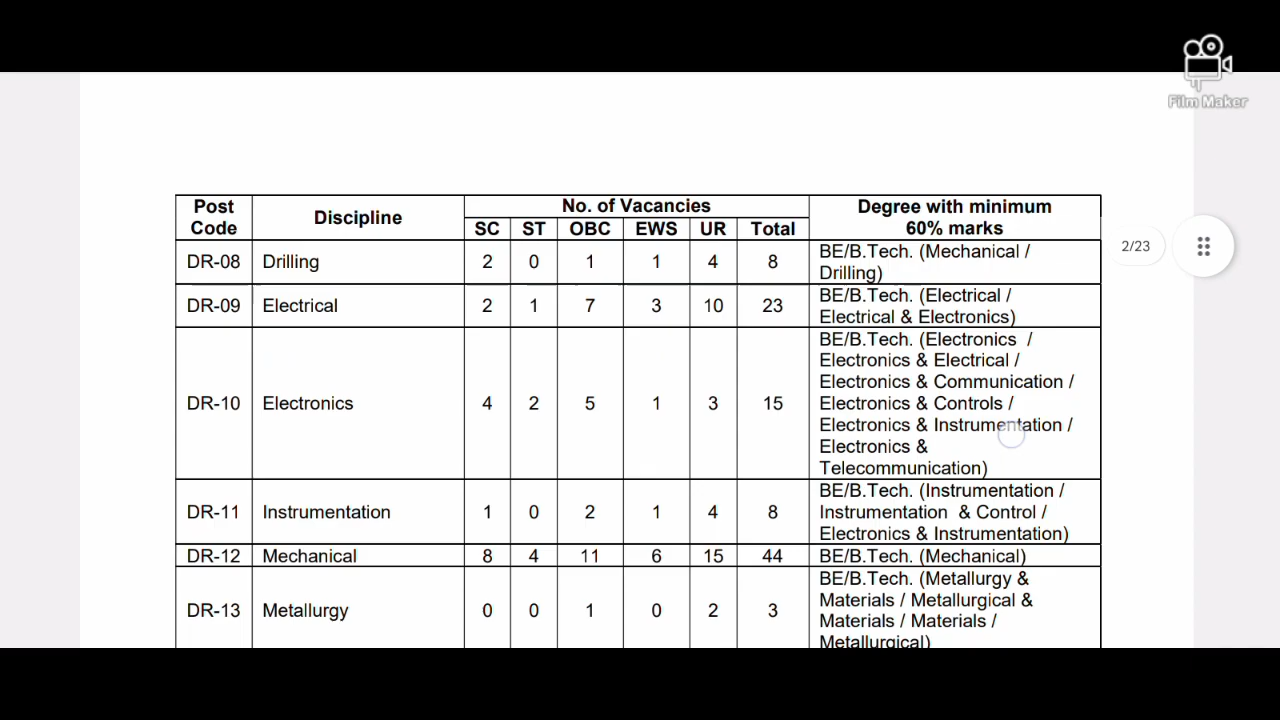 Film Maker
Post Code Discipline No. of Vacancies Degree with minimum 60% marks
SC ST OBC EWS UR Total
DR-08 Drilling 2 0 1 1 4 8 BE/B.Tech. (Mechanical /
Drilling)
DR-09 Electrical 2 1 7 3 10 23 BE/B.Tech. (Electrical /
Electrical & Electronics)
DR-10 Electronics 4 2 5 1 3 15 BE/B.Tech. (Electronics /
Electronics & Electrical /
Electronics & Communication /
Electronics & Controls /
Electronics & Instrumentation /
Electronics &
Telecommunication)
DR-11 Instrumentation 1 0 2 1 4 8 BE/B.Tech. (Instrumentation /
Instrumentation & Control /
Electronics & Instrumentation)
DR-12 Mechanical 8 4 11 6 15 44 BE/B.Tech. (Mechanical)
DR-13 Metallurgy 0 0 1 0 2 3 BE/B.Tech. (Metallurgy &
Materials / Metallurgical &
Materials / Materials /
Metallurgical)
2/23